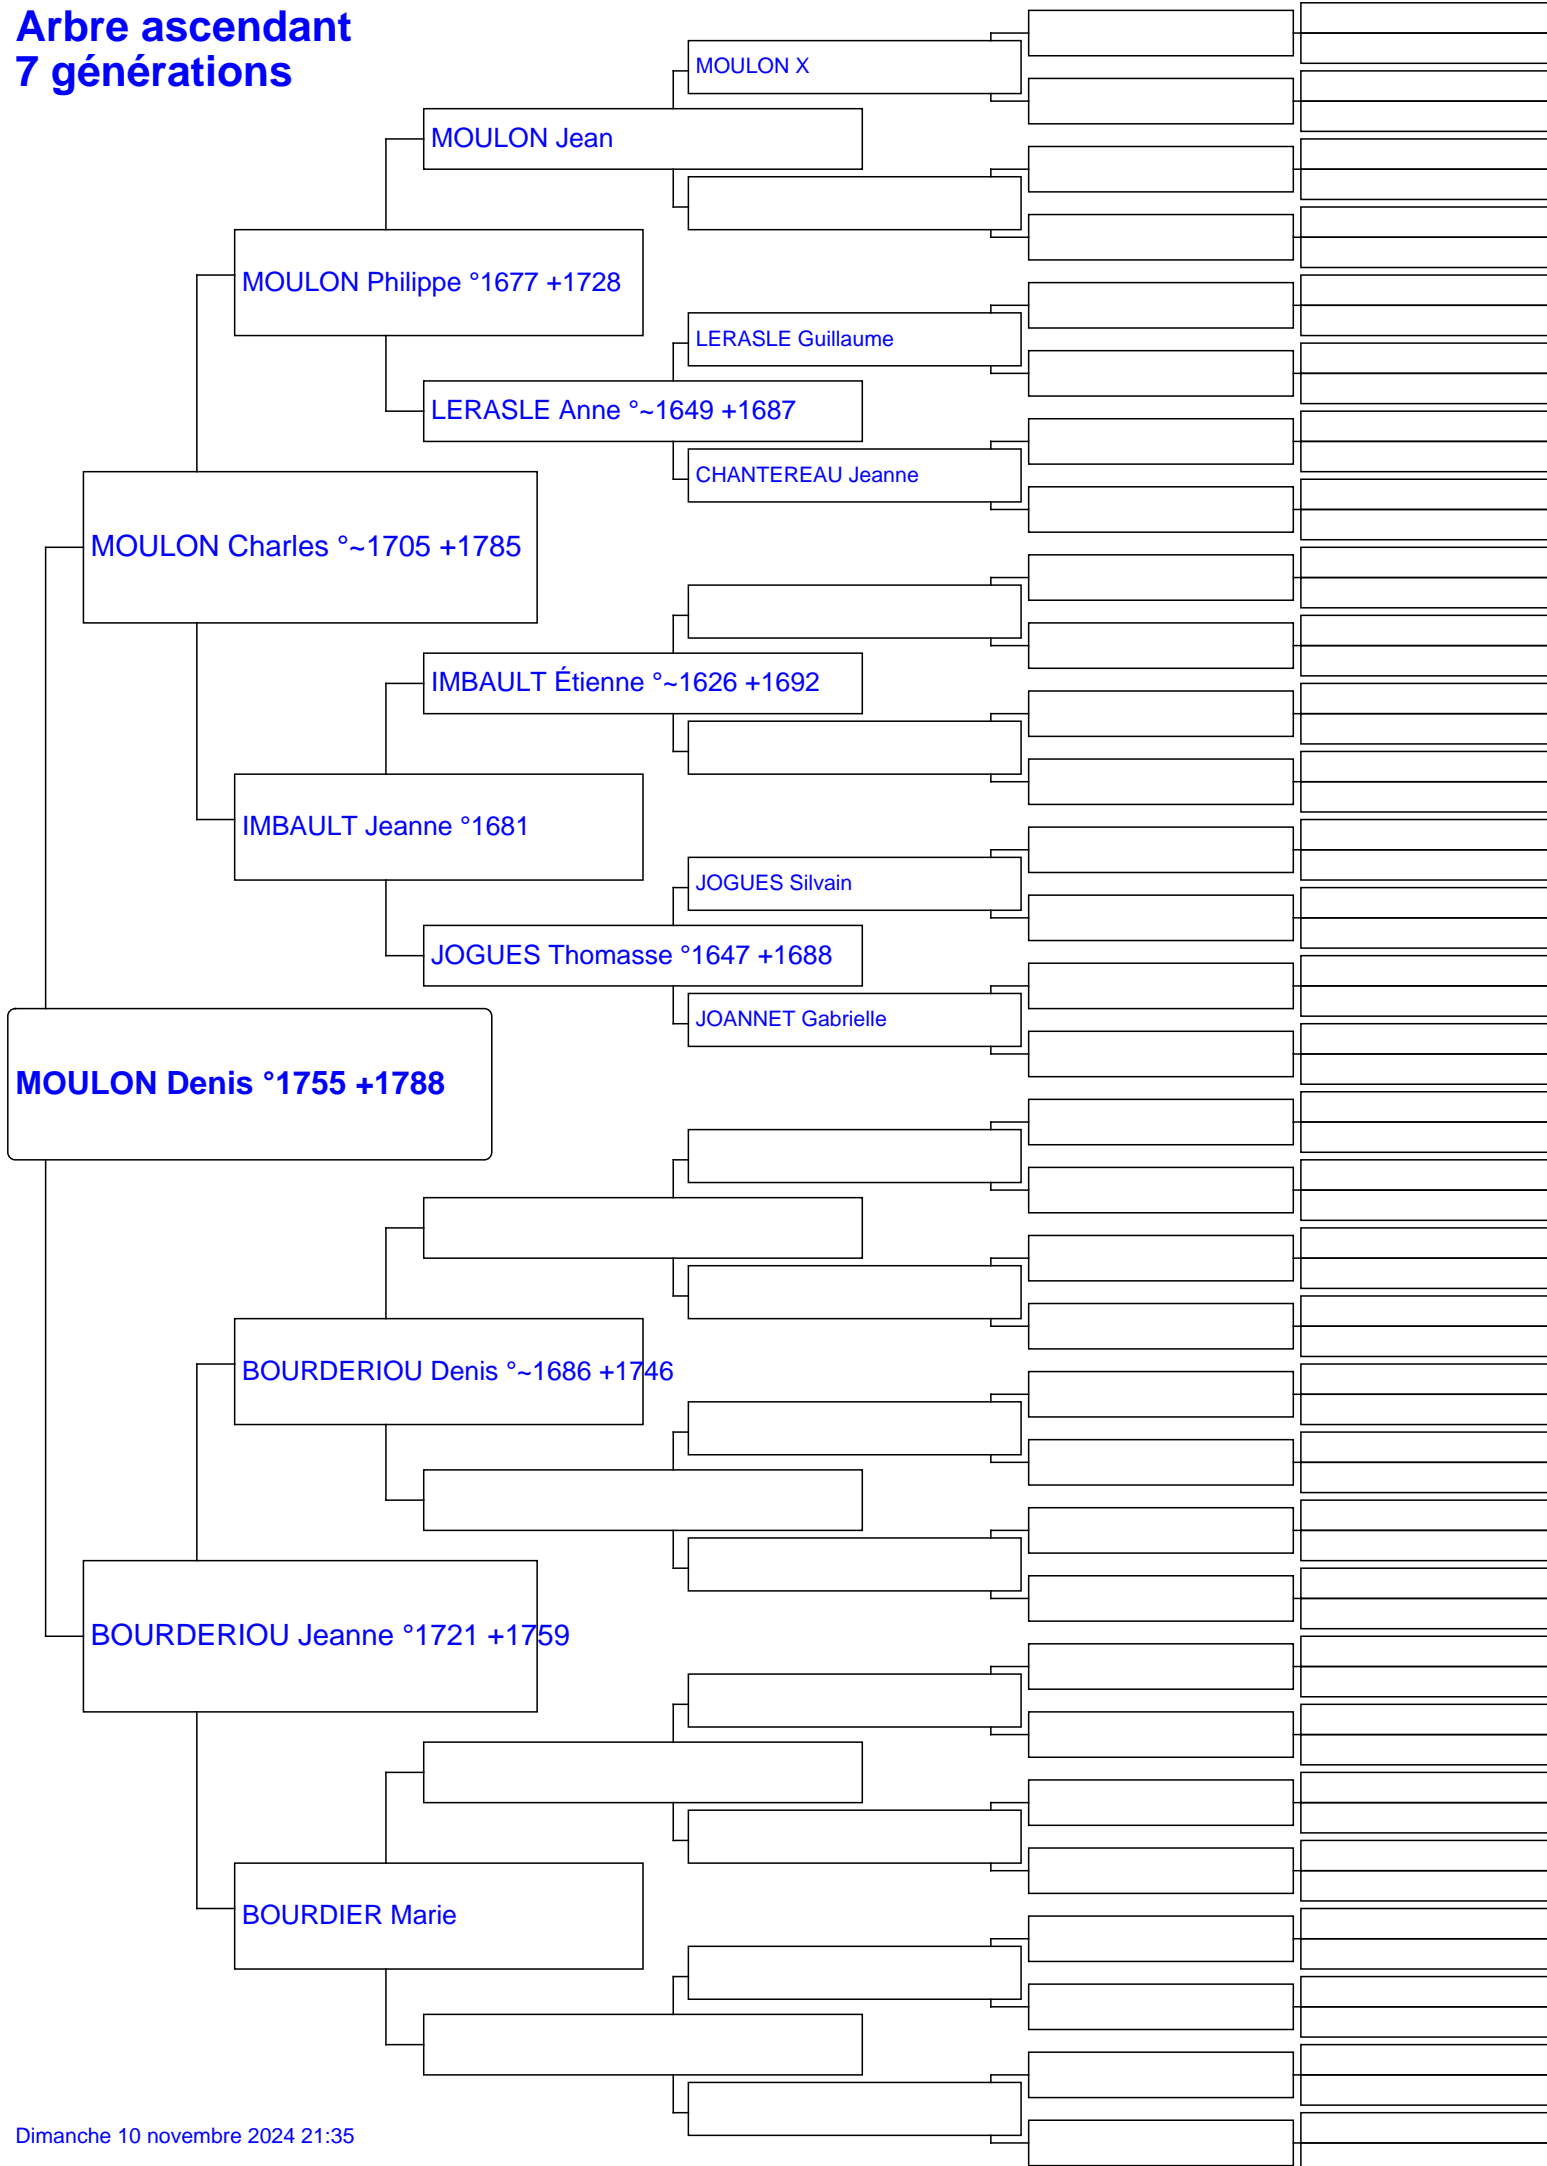 Arbre ascendant
7 générations
MOULON X
MOULON Jean
MOULON Philippe °1677 +1728
LERASLE Guillaume
LERASLE Anne °~1649 +1687
CHANTEREAU Jeanne
MOULON Charles °~1705 +1785
IMBAULT Étienne °~1626 +1692
IMBAULT Jeanne °1681
JOGUES Silvain
JOGUES Thomasse °1647 +1688
JOANNET Gabrielle
MOULON Denis °1755 +1788
BOURDERIOU Denis °~1686 +1746
BOURDERIOU Jeanne °1721 +1759
BOURDIER Marie
Dimanche 10 novembre 2024 21:35